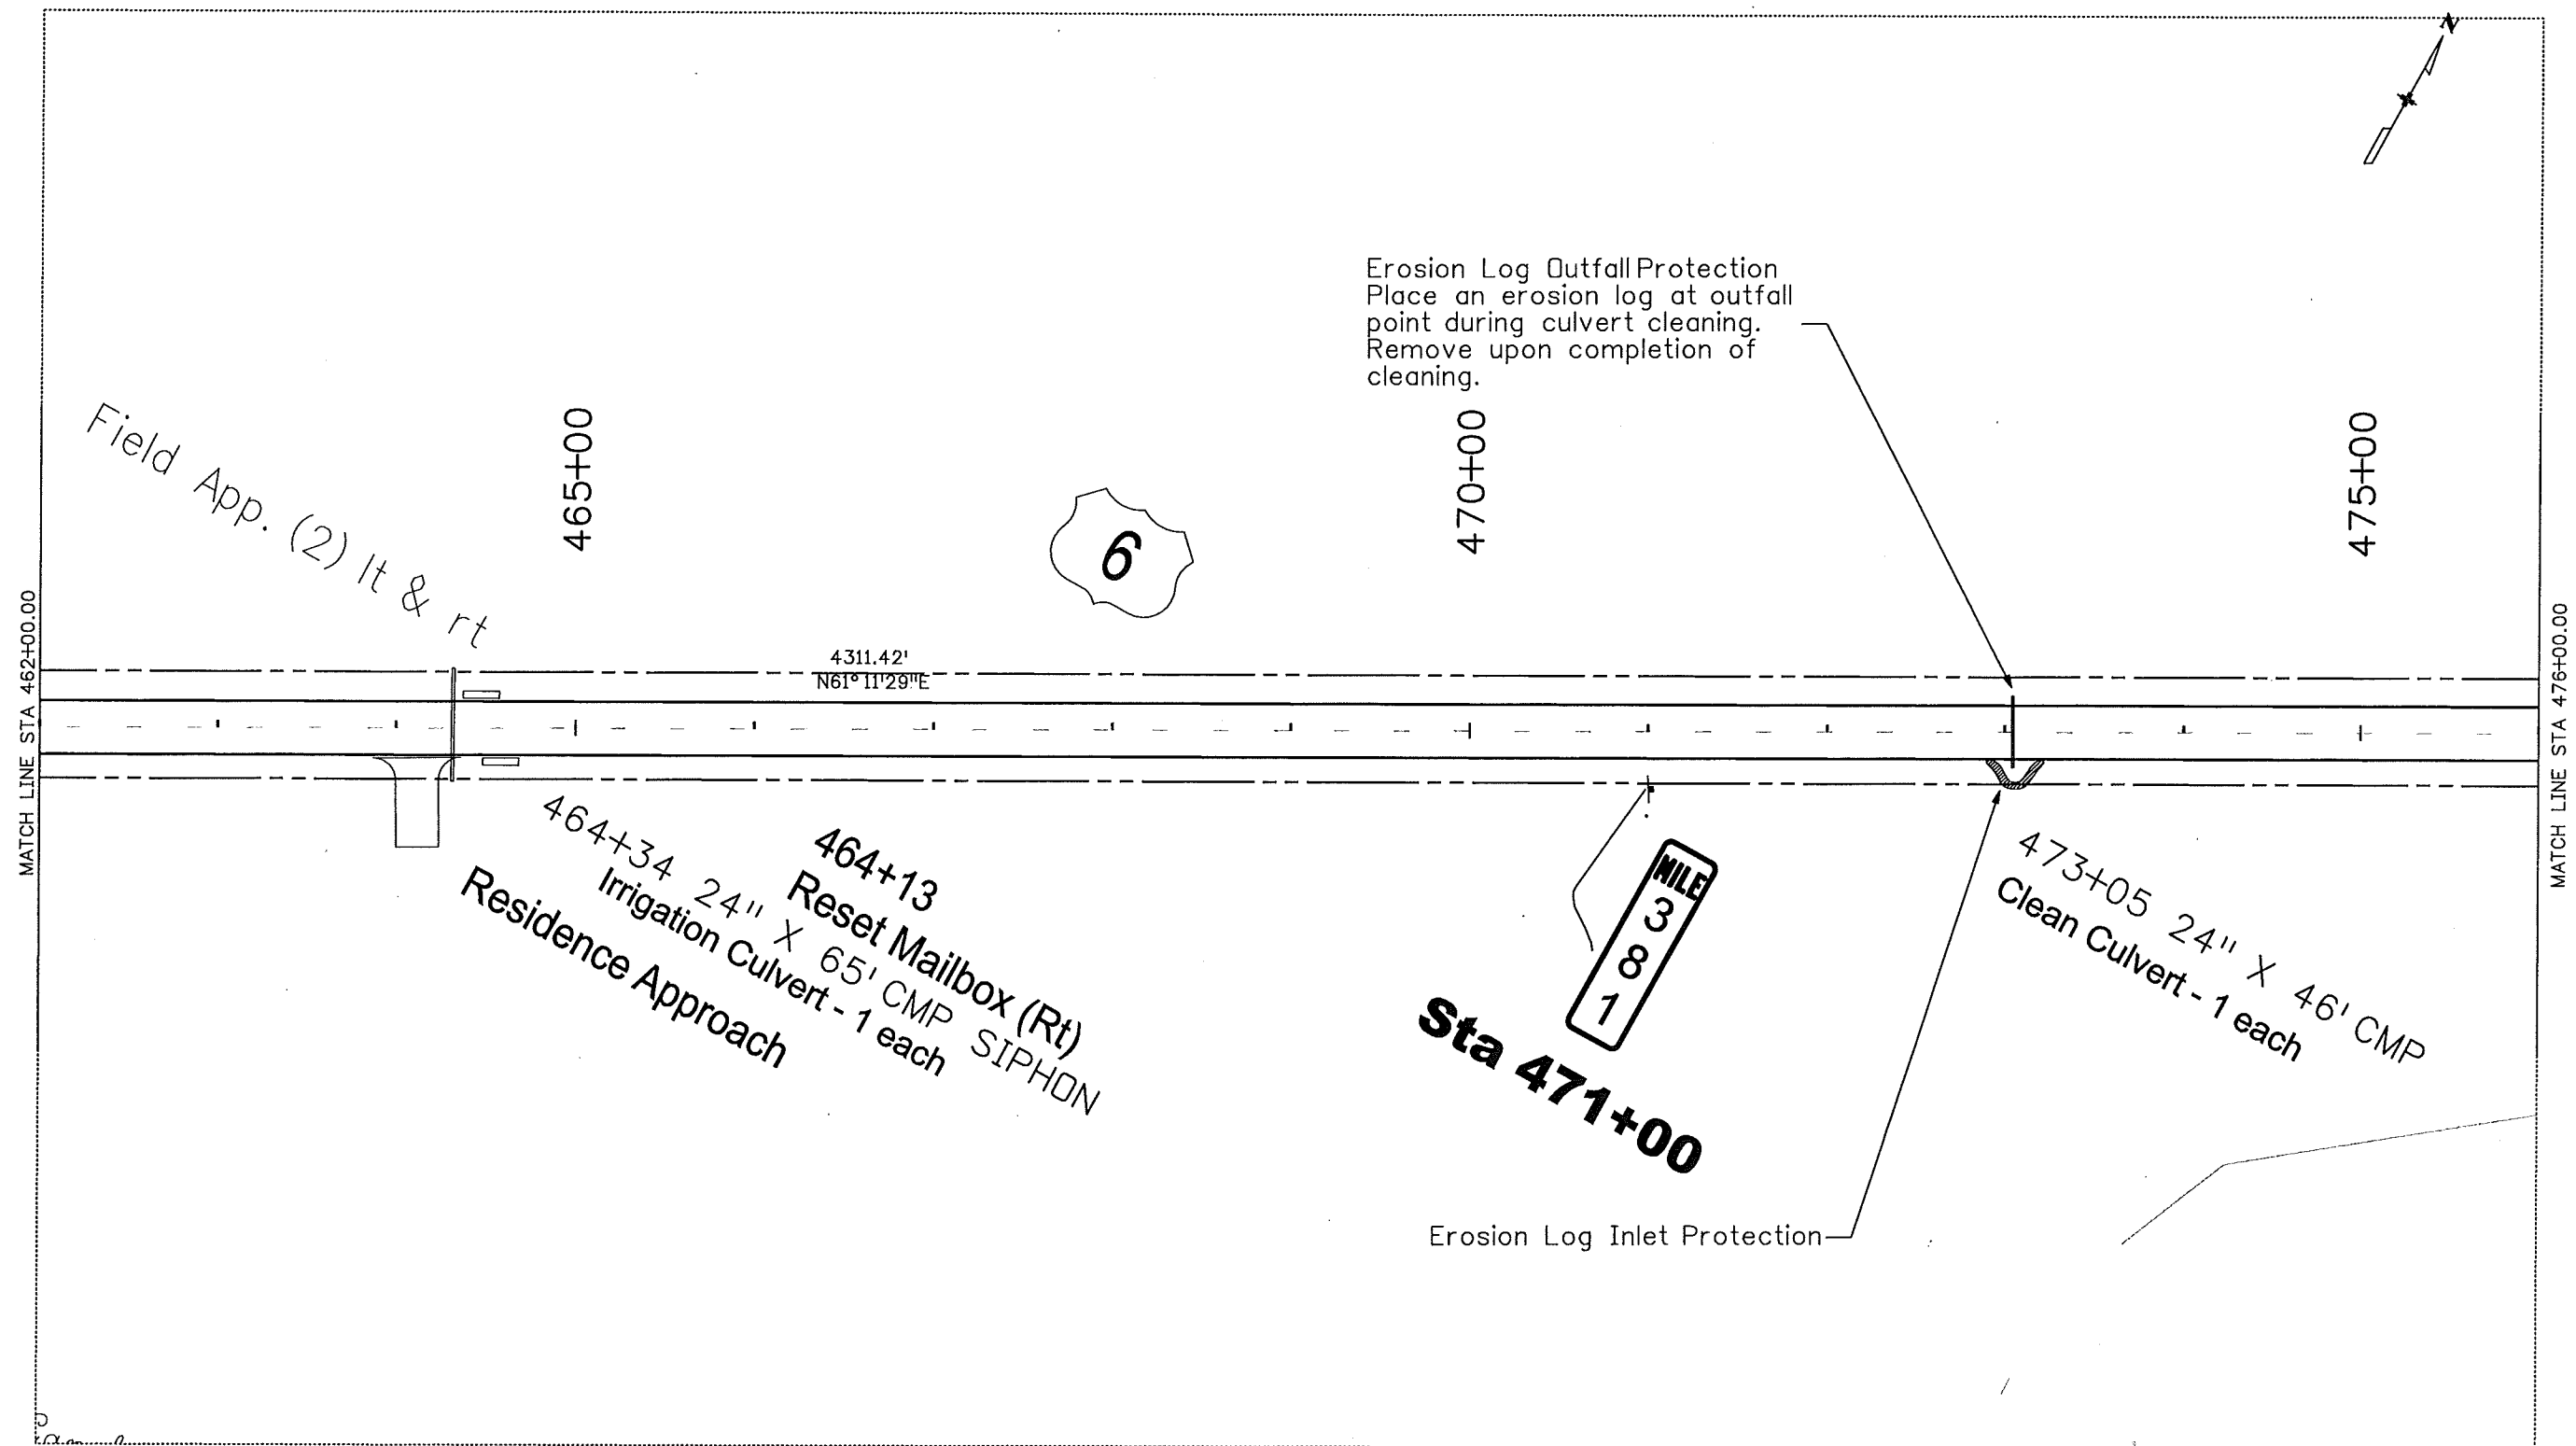 N
Erosion Log Outfall Protection
Place an erosion log at outfall
point during culvert cleaning.
Remove upon completion of
cleaning.
Field App. (2) lt & rt
465+00
470+00
475+00
6
MATCH LINE STA 462+00.00
MATCH LINE STA 476+00.00
4311.42'
N61° 11'29"E
464+13
Reset Mailbox (Rt)
464+34 24" X 65' CMP SIPHON
Irrigation Culvert - 1 each
Residence Approach
MILE
3
8
1
Sta 471+00
473+05 24" X 46' CMP
Clean Culvert - 1 each
Erosion Log Inlet Protection